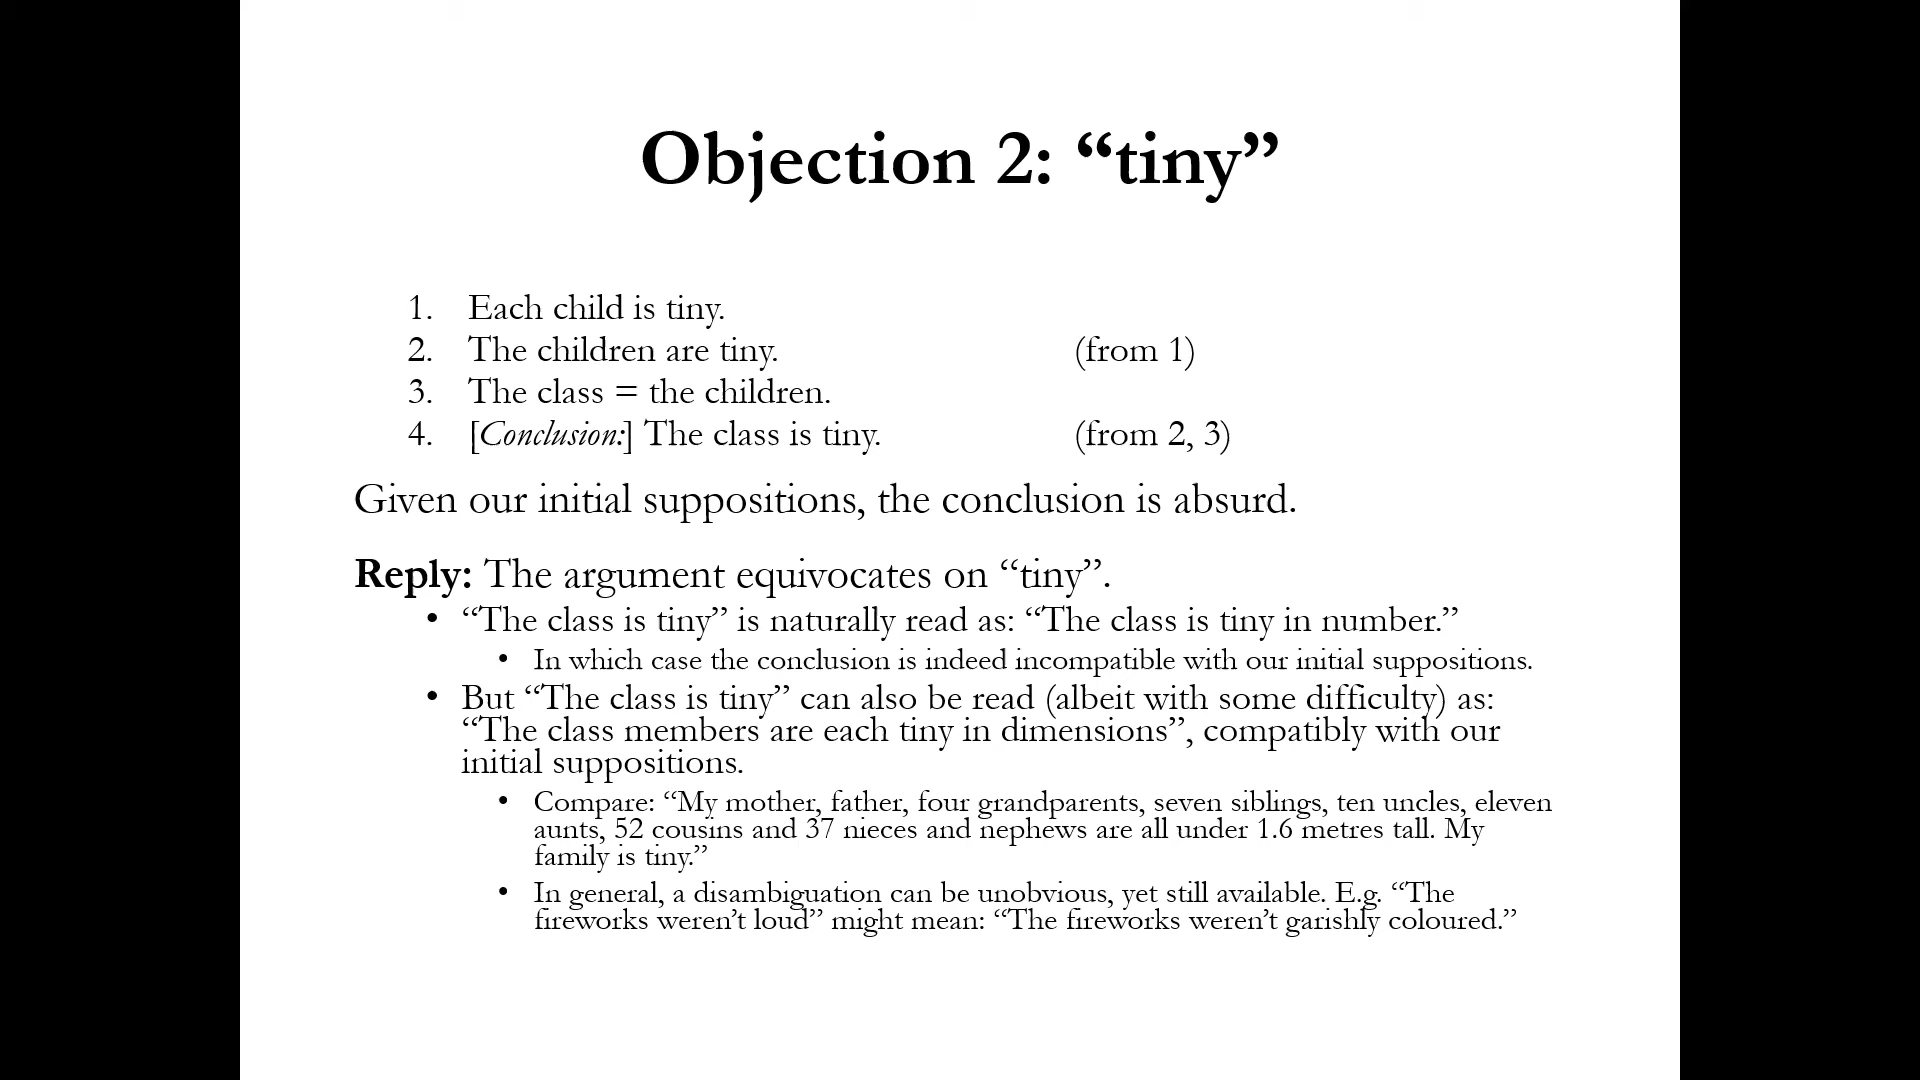 Objection 2: “tiny”
1. Each child is tiny.
2. The children are tiny. (from 1)
3. The class = the children.
4. [Conclusion:] The class is tiny. (from 2, 3)
Given our initial suppositions, the conclusion is absurd.
Reply: The argument equivocates on “tiny”.
• “The class is tiny” is naturally read as: “The class is tiny in number.”
• In which case the conclusion is indeed incompatible with our initial suppositions.
• But “The class is tiny” can also be read (albeit with some difficulty) as:
“The class members are each tiny in dimensions”, compatibly with our
initial suppositions.
• Compare: “My mother, father, four grandparents, seven siblings, ten uncles, eleven
aunts, 52 cousins and 37 nieces and nephews are all under 1.6 metres tall. My
family is tiny.”
• In general, a disambiguation can be unobvious, yet still available. E.g. “The
fireworks weren’t loud” might mean: “The fireworks weren’t garishly coloured.”